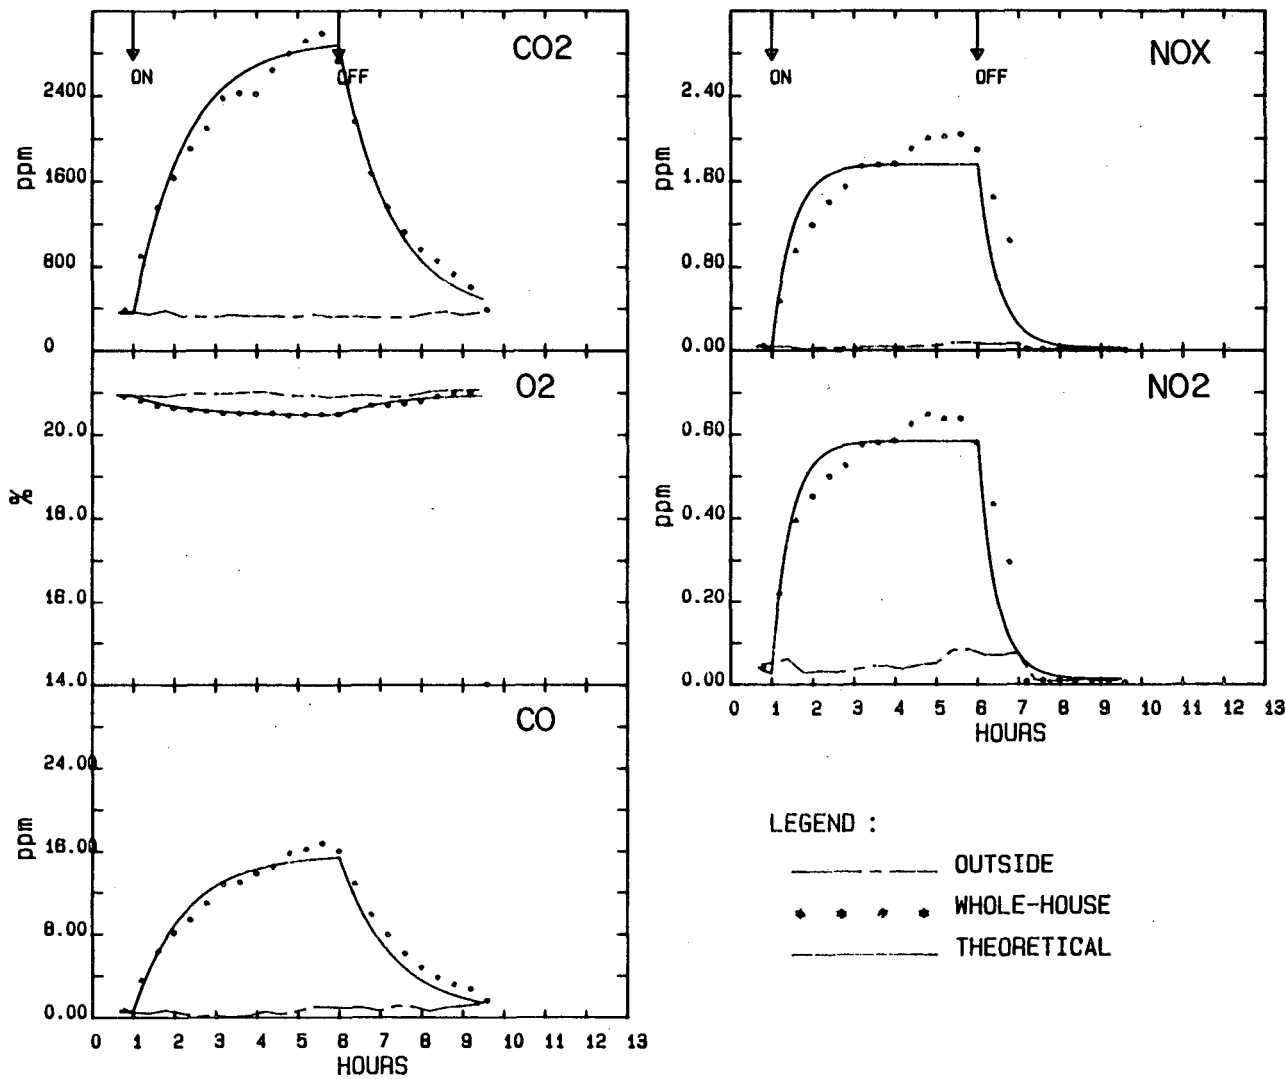 CO2
ON
OFF
2400
1600
800
0
ppm
O2
20.0
18.0
16.0
14.0
%
CO
24.00
16.00
8.00
0.00
ppm
0 1 2 3 4 5 6 7 8 9 10 11 12 13
HOURS
NOX
ON
OFF
2.40
1.60
0.80
0.00
ppm
NO2
0.60
0.40
0.20
0.00
ppm
0 1 2 3 4 5 6 7 8 9 10 11 12 13
HOURS
LEGEND :
OUTSIDE
WHOLE-HOUSE
THEORETICAL